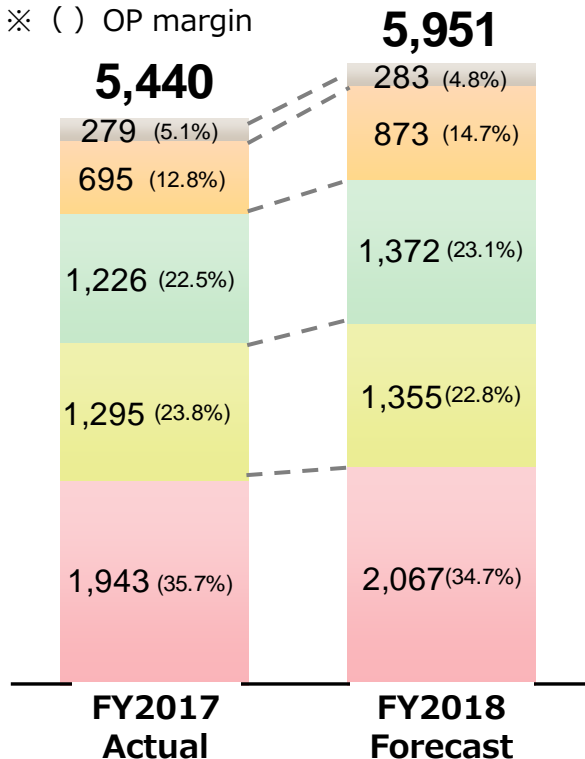 ※ ( ) OP margin
5,440
279 (5.1%)
695 (12.8%)
1,226 (22.5%)
1,295 (23.8%)
1,943 (35.7%)
FY2017
Actual
5,951
283 (4.8%)
873 (14.7%)
1,372 (23.1%)
1,355 (22.8%)
2,067 (34.7%)
FY2018
Forecast